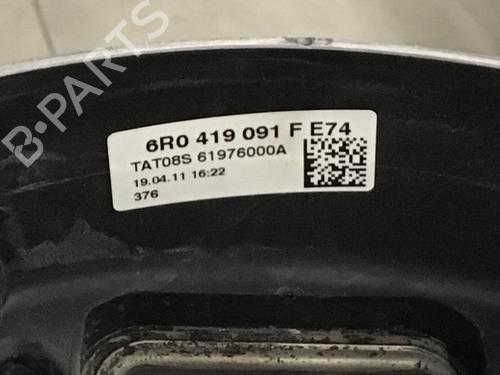 B-PARTS
6R0 419 091 F E74
TAT08S 61976000A
19.04.11 16:22
376